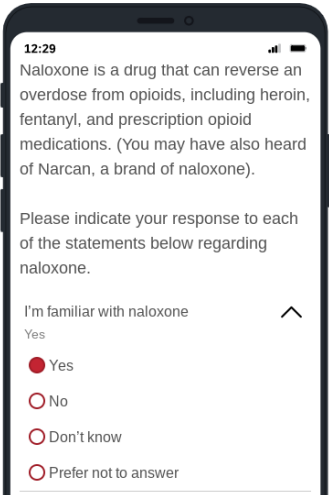 12:29
Naloxone is a drug that can reverse an
overdose from opioids, including heroin,
fentanyl, and prescription opioid
medications. (You may have also heard
of Narcan, a brand of naloxone).
Please indicate your response to each
of the statements below regarding
naloxone.
I'm familiar with naloxone
Yes
Yes
No
Don't know
Prefer not to answer